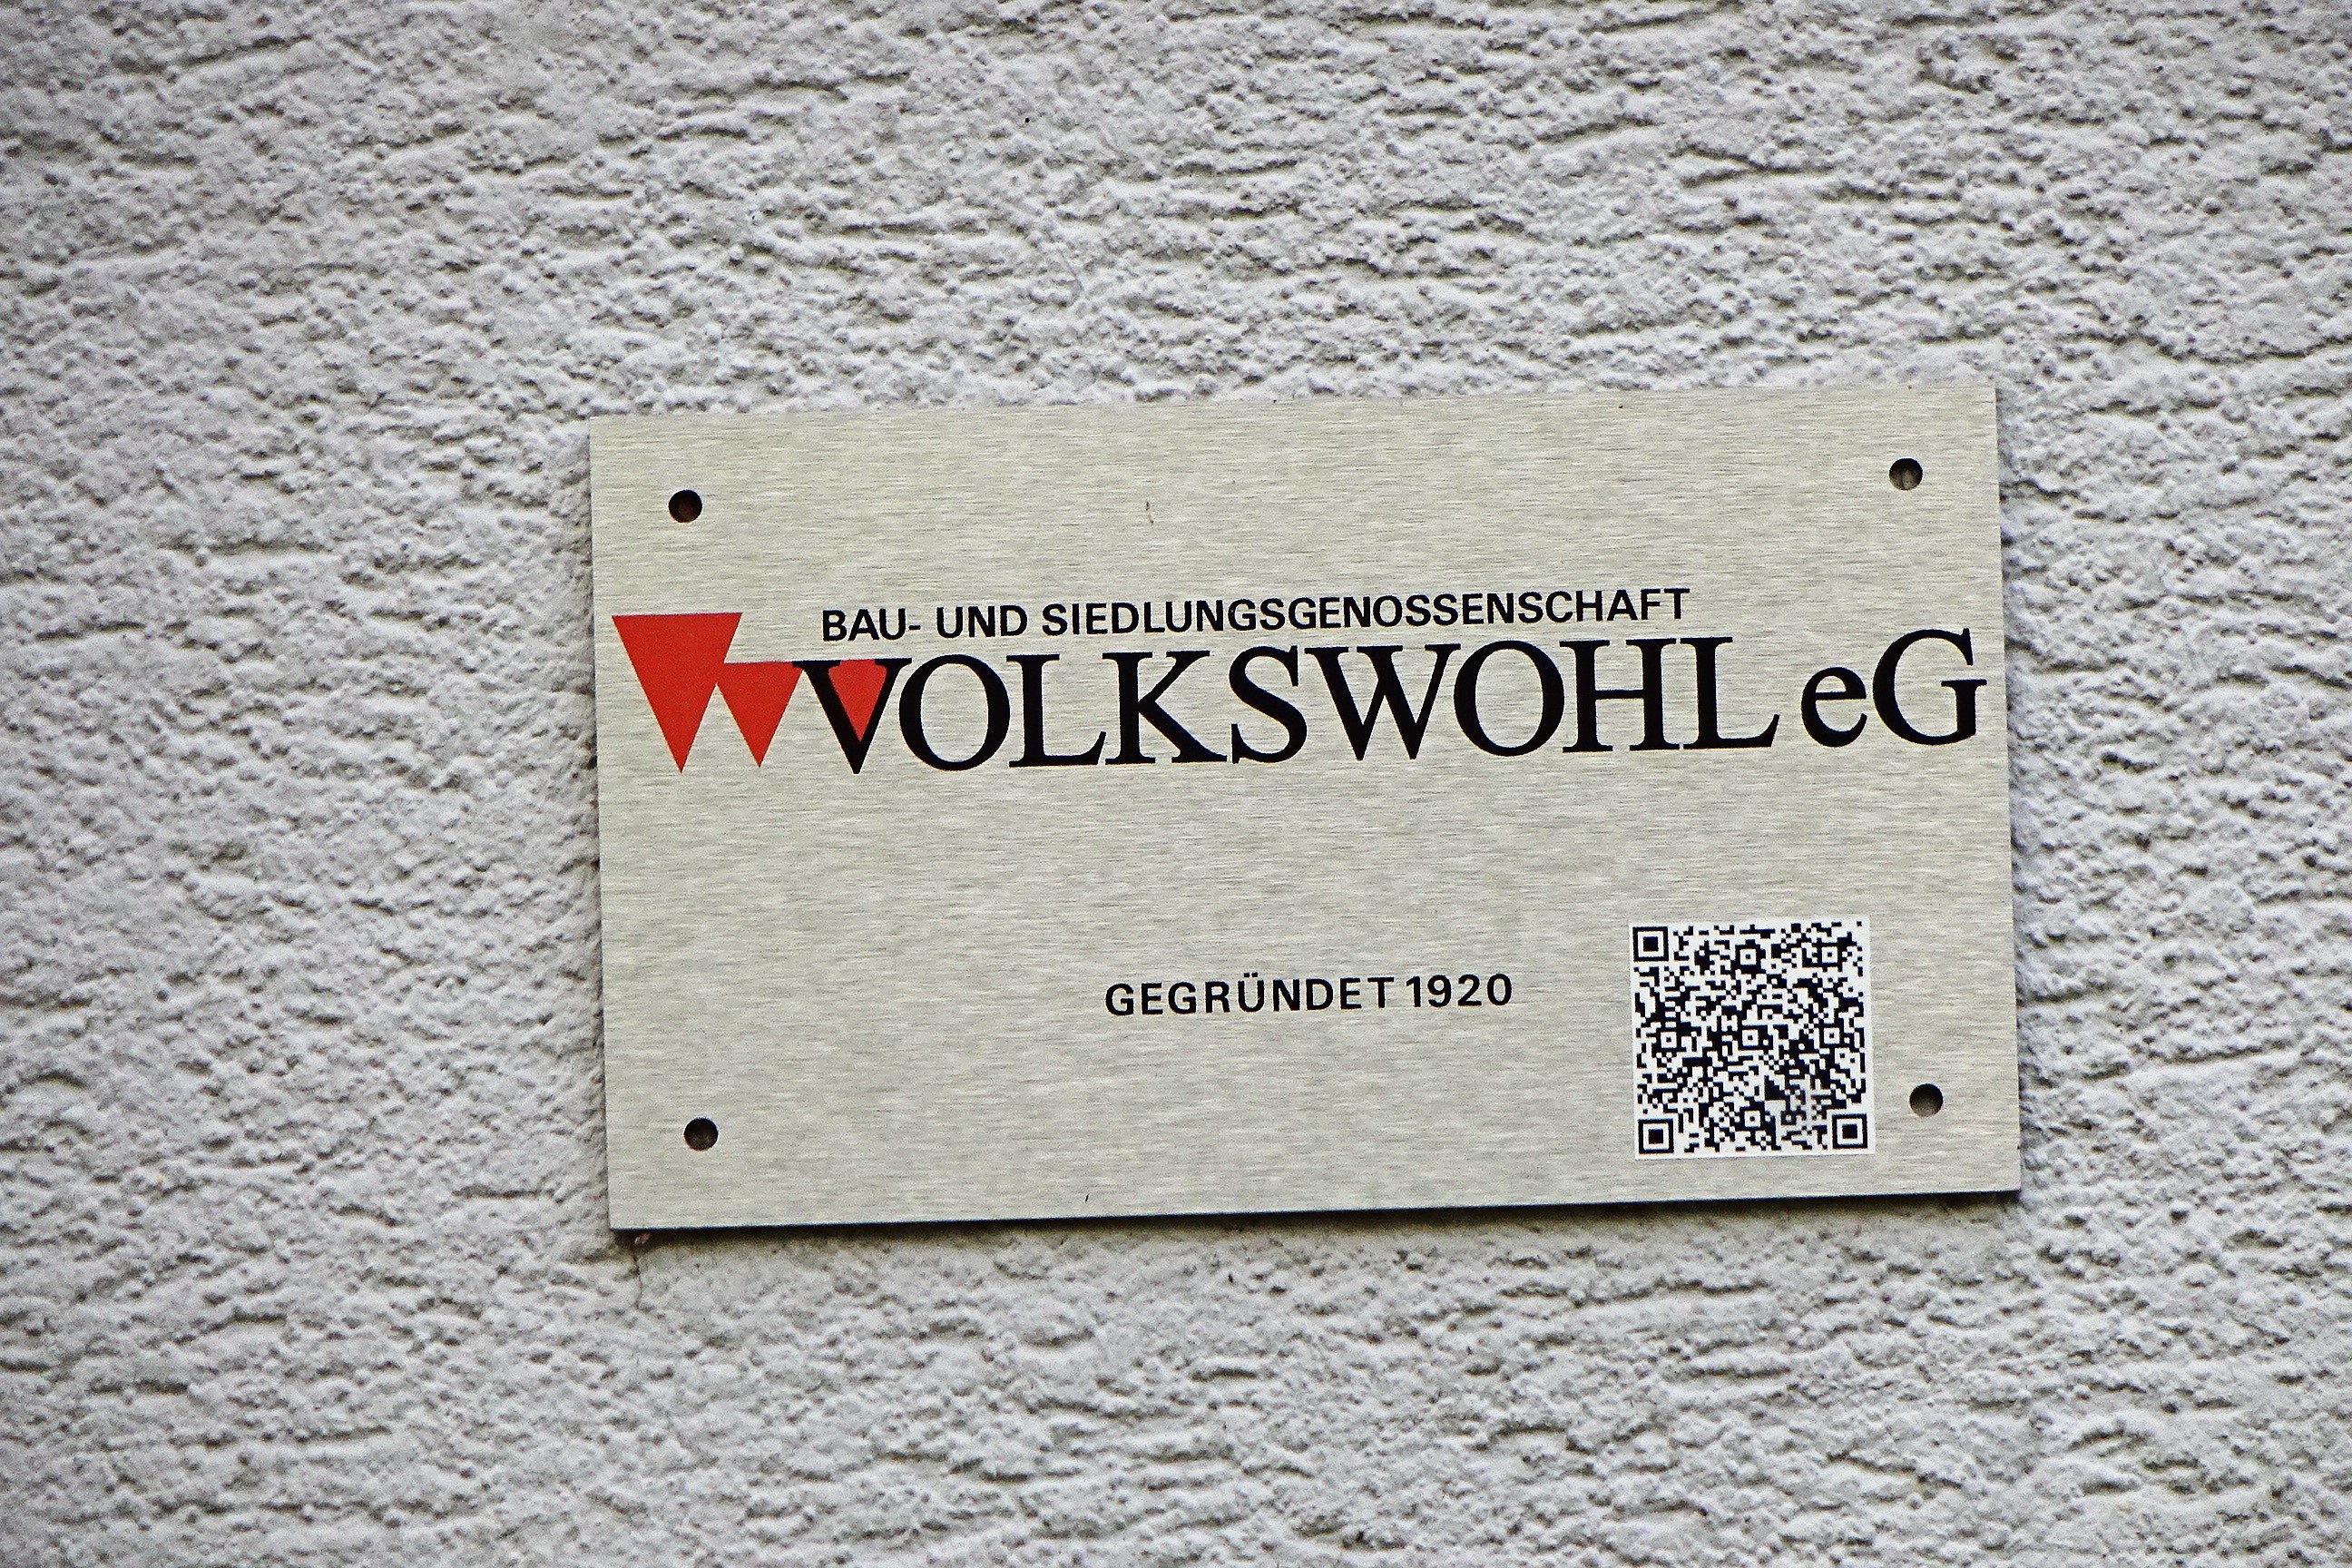 BAU- UND SIEDLUNGSGENOSSENSCHAFT
VOLKSWOHL eG
GEGRÜNDET 1920